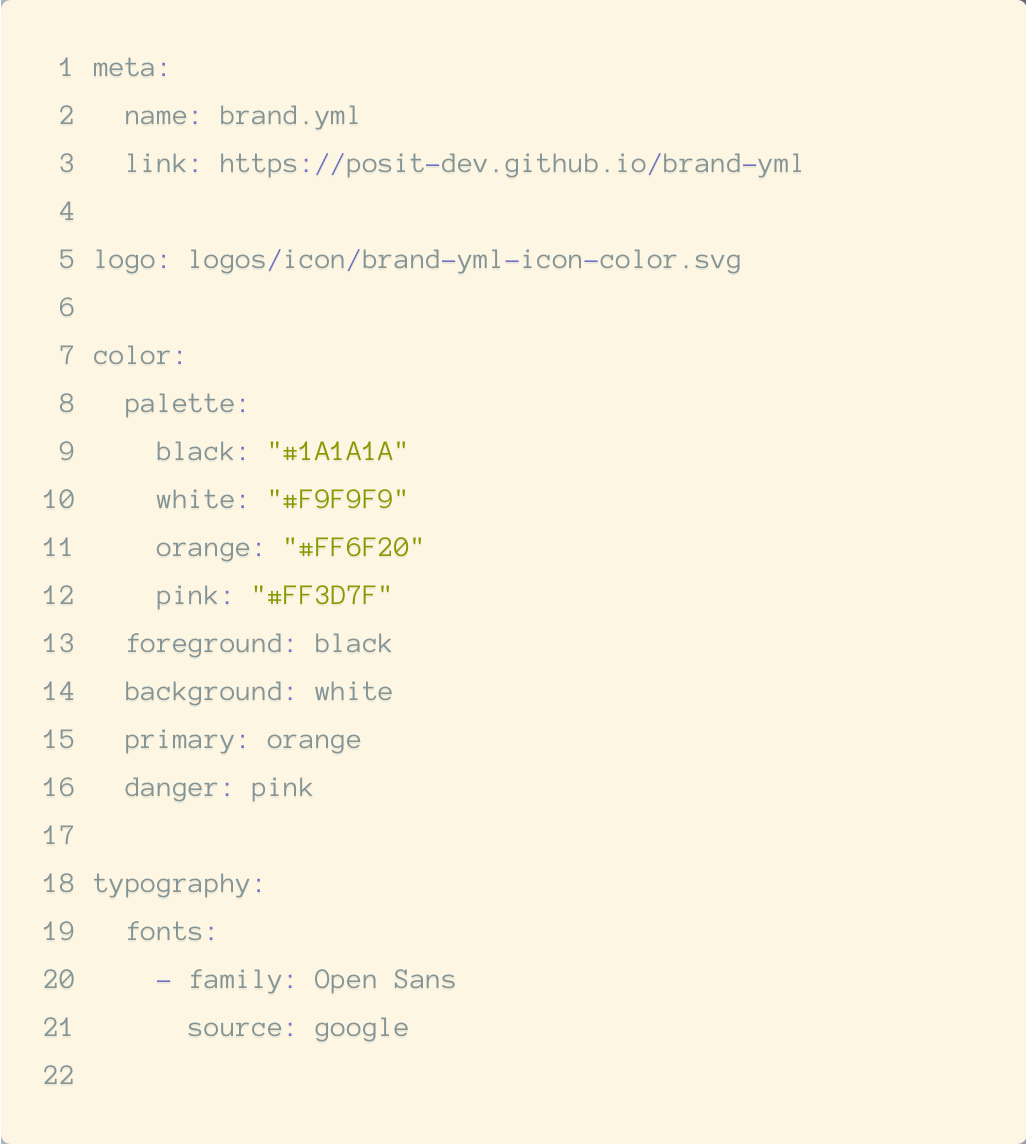 1 meta:
2   name: brand.yml
3   link: https://posit-dev.github.io/brand-yml
4
5 logo: logos/icon/brand-yml-icon-color.svg
6
7 color:
8   palette:
9     black: "#1A1A1A"
10     white: "#F9F9F9"
11     orange: "#FF6F20"
12     pink: "#FF3D7F"
13   foreground: black
14   background: white
15   primary: orange
16   danger: pink
17
18 typography:
19   fonts:
20     - family: Open Sans
21       source: google
22